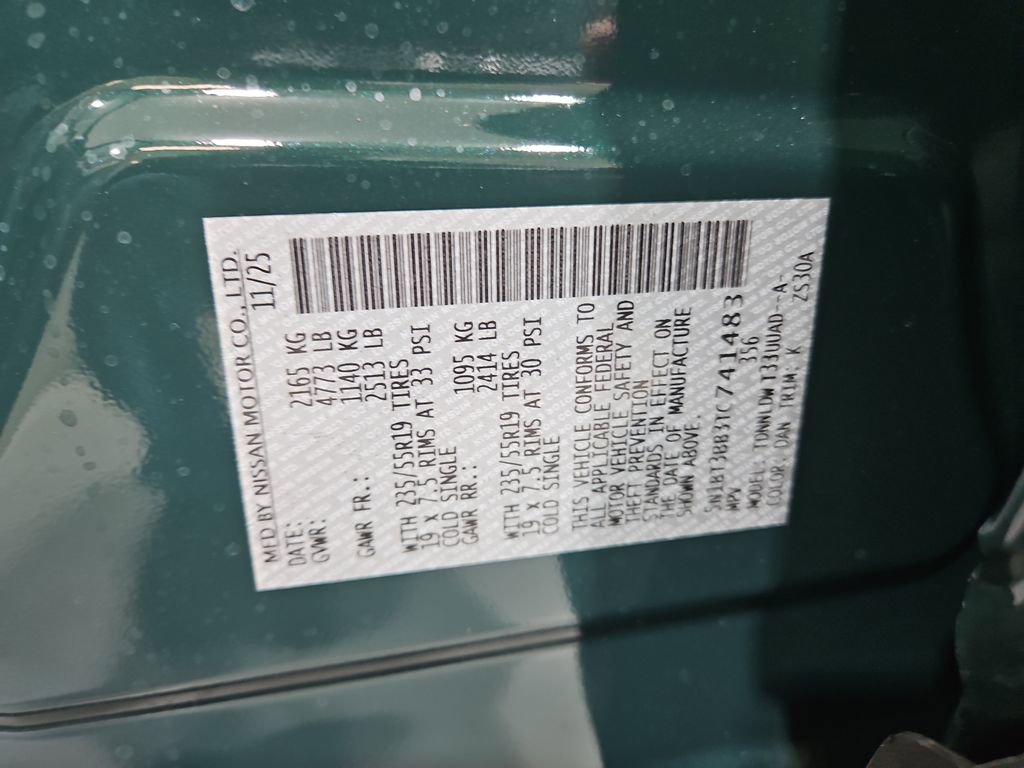 MFD BY NISSAN MOTOR CO., LTD.
DATE: 11/25
GVWR: 2165 KG
4773 LB
GAWR FR.: 1140 KG
2513 LB
WITH 235/55R19 TIRES
19 x 7.5 RIMS AT 33 PSI
COLD SINGLE
GAWR RR.: 1095 KG
2414 LB
WITH 235/55R19 TIRES
19 x 7.5 RIMS AT 30 PSI
COLD SINGLE
THIS VEHICLE CONFORMS TO
ALL APPLICABLE FEDERAL
MOTOR VEHICLE SAFETY AND
THEFT PREVENTION
STANDARDS IN EFFECT ON
THE DATE OF MANUFACTURE
SHOWN ABOVE.
5N1BT3BB3TC741483
MPV 356
MODEL: TDWNLDWT33UUAD--A-
COLOR: DAN TRIM: K ZS30A